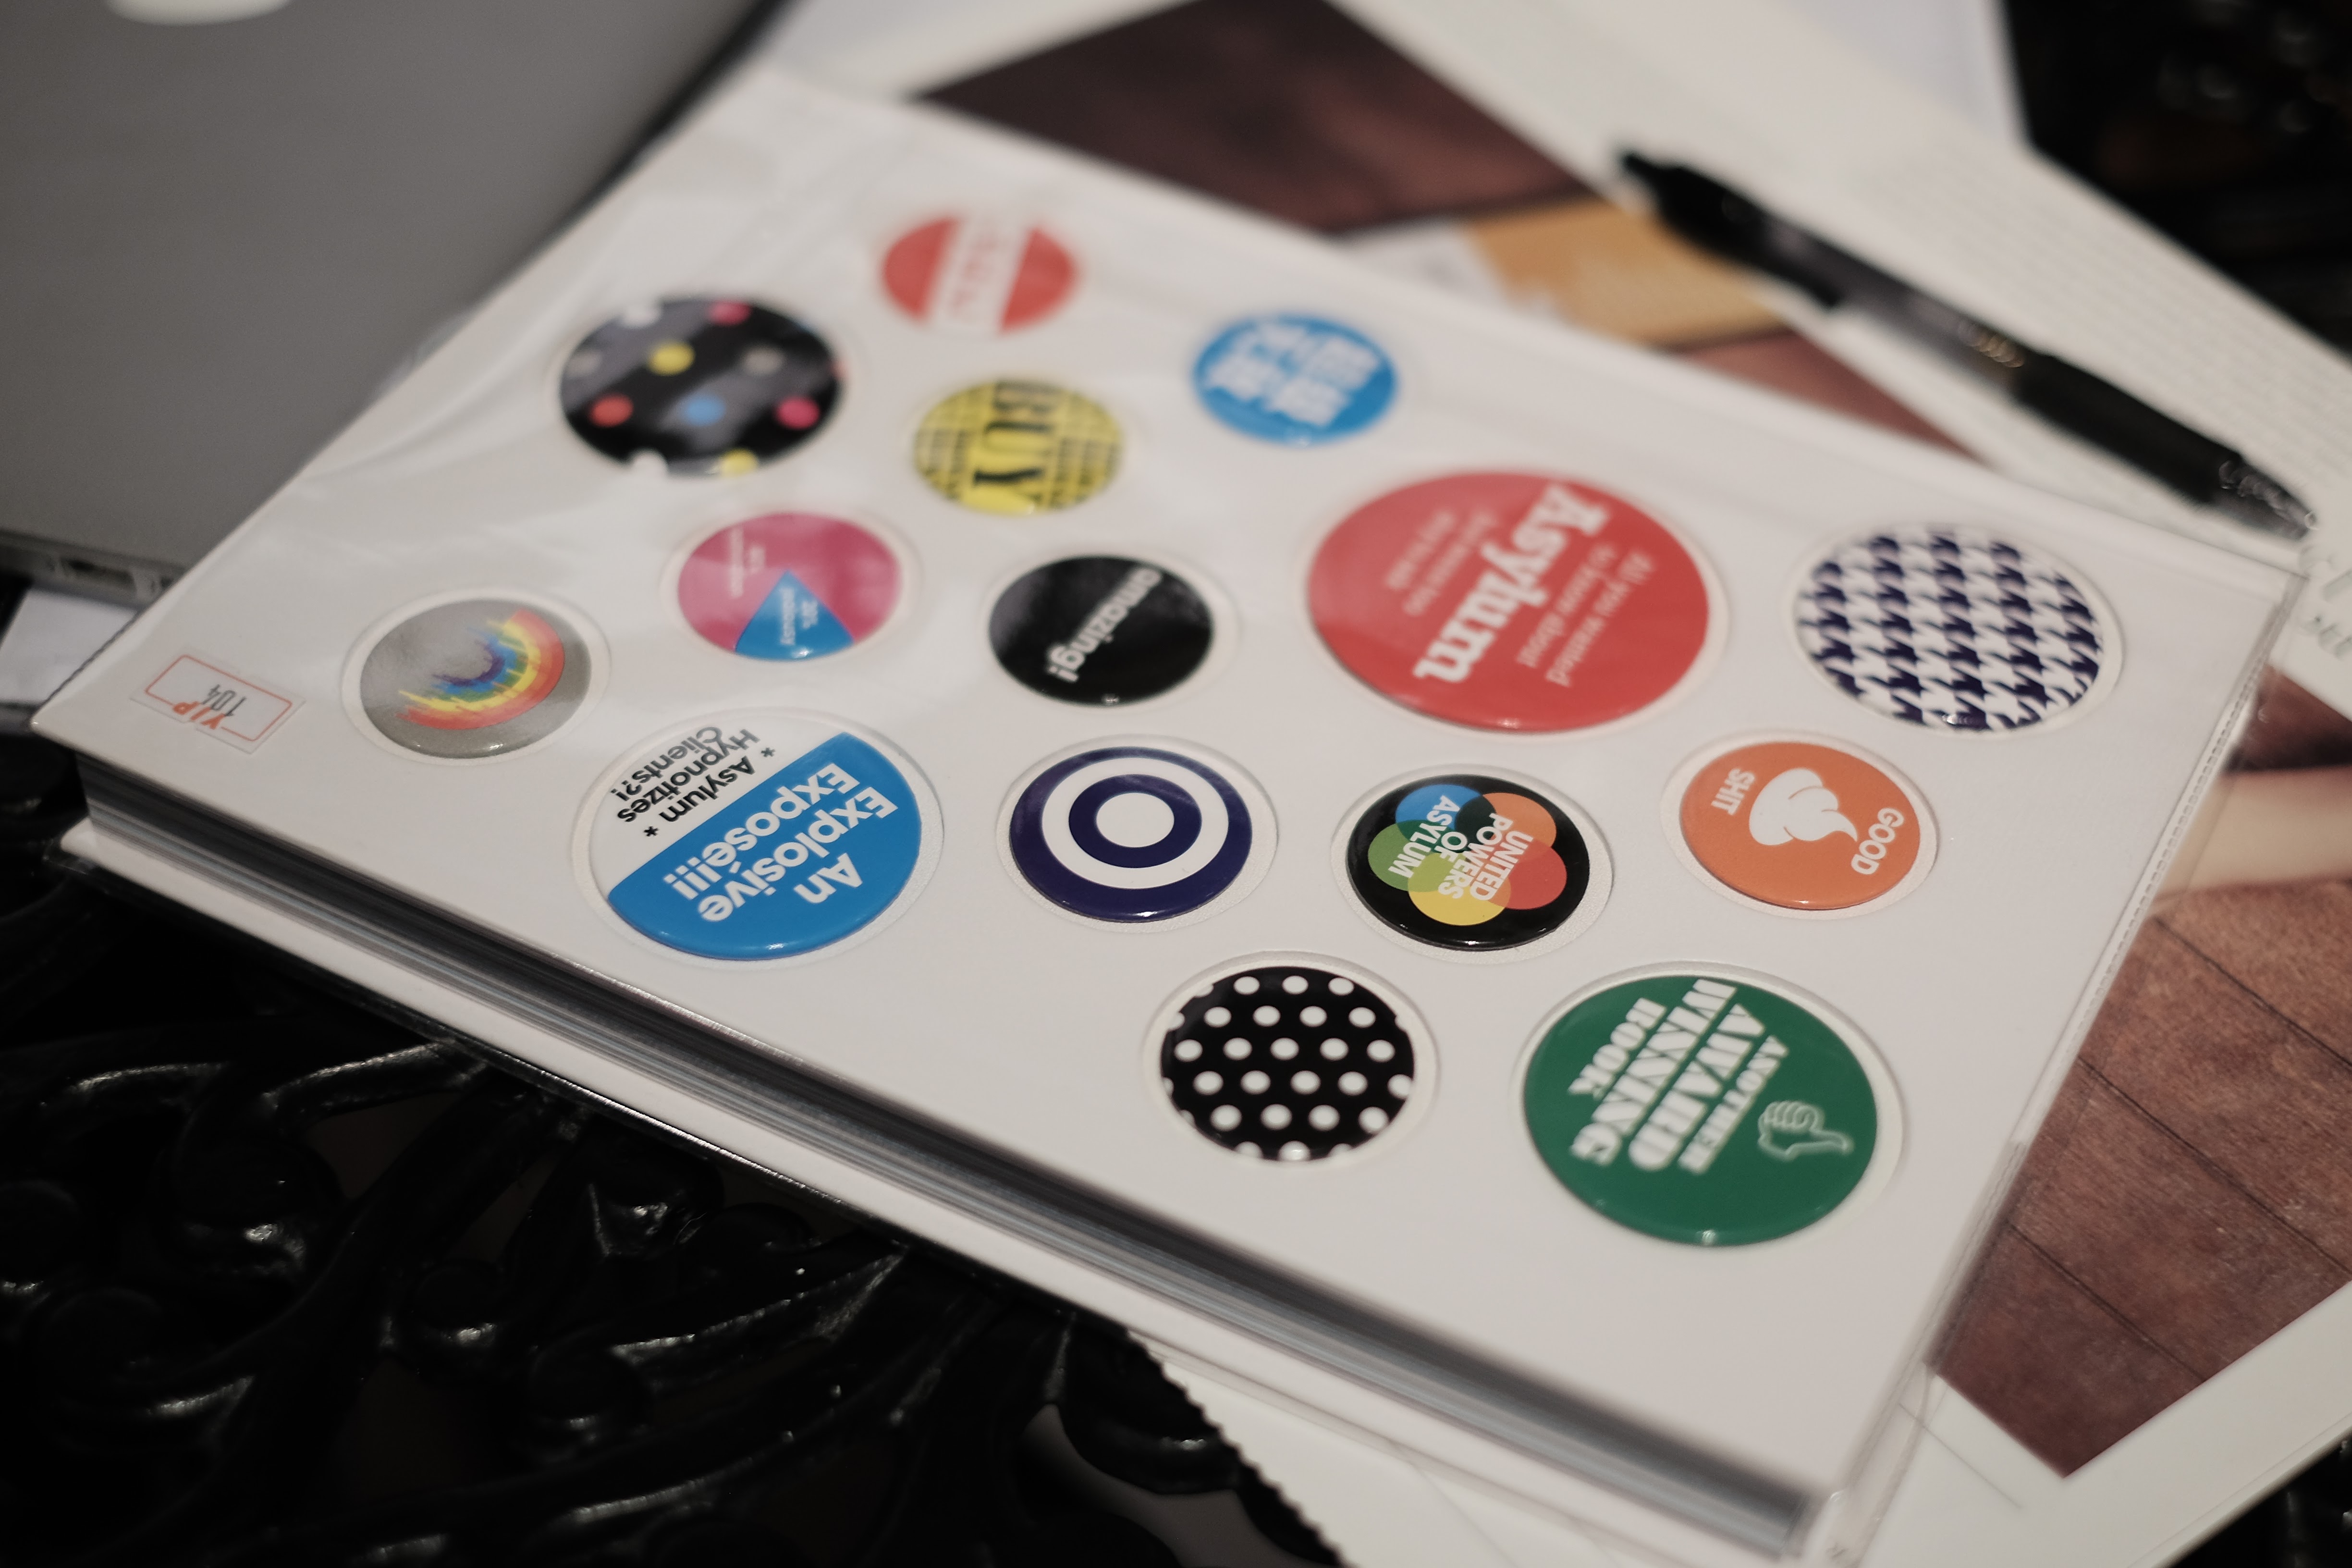 BUY
amazing!
Asylum
All you wanted
to know about
* Asylum
Hypnotizes
Clients?! *
An
Explosive
Exposé!!!
UNITED
POWERS
OF
ASYLUM
GOOD
SHIT
ANOTHER
AWARD
WINNING
BOOK
104